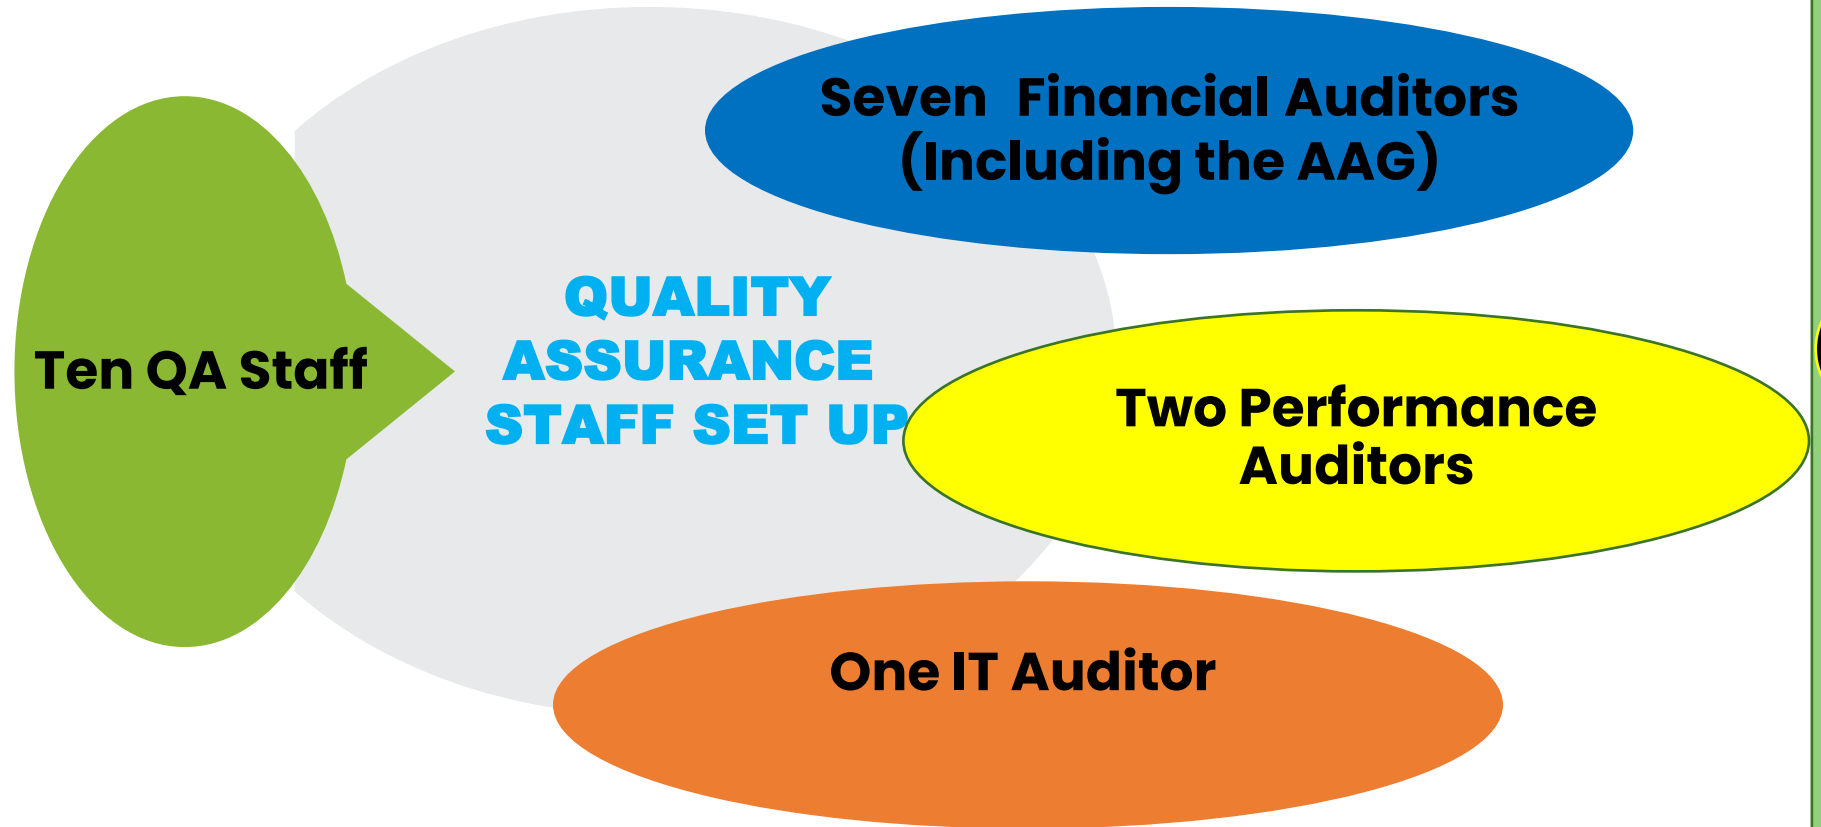 Ten QA Staff
QUALITY
ASSURANCE
STAFF SET UP
Seven Financial Auditors
(Including the AAG)
Two Performance
Auditors
One IT Auditor